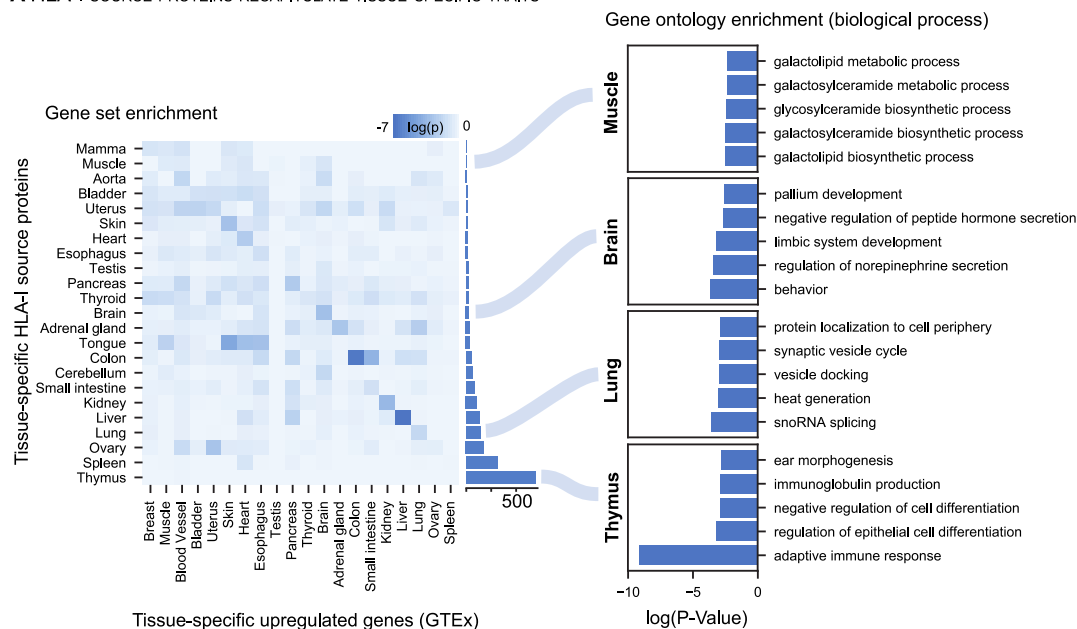 Gene ontology enrichment (biological process)
Gene set enrichment
-7
log(p)
0
Tissue-specific HLA-I source proteins
Mamma
Muscle
Aorta
Bladder
Uterus
Skin
Heart
Esophagus
Testis
Pancreas
Thyroid
Brain
Adrenal gland
Tongue
Colon
Cerebellum
Small intestine
Kidney
Liver
Lung
Ovary
Spleen
Thymus
500
Breast
Muscle
Blood Vessel
Bladder
Uterus
Skin
Heart
Esophagus
Testis
Pancreas
Thyroid
Brain
Adrenal gland
Colon
Small intestine
Kidney
Liver
Lung
Ovary
Spleen
Tissue-specific upregulated genes (GTEx)
Muscle
galactolipid metabolic process
galactosylceramide metabolic process
glycosylceramide biosynthetic process
galactosylceramide biosynthetic process
galactolipid biosynthetic process
Brain
pallium development
negative regulation of peptide hormone secretion
limbic system development
regulation of norepinephrine secretion
behavior
Lung
protein localization to cell periphery
synaptic vesicle cycle
vesicle docking
heat generation
snoRNA splicing
Thymus
ear morphogenesis
immunoglobulin production
negative regulation of cell differentiation
regulation of epithelial cell differentiation
adaptive immune response
−10
−5
0
log(P-Value)